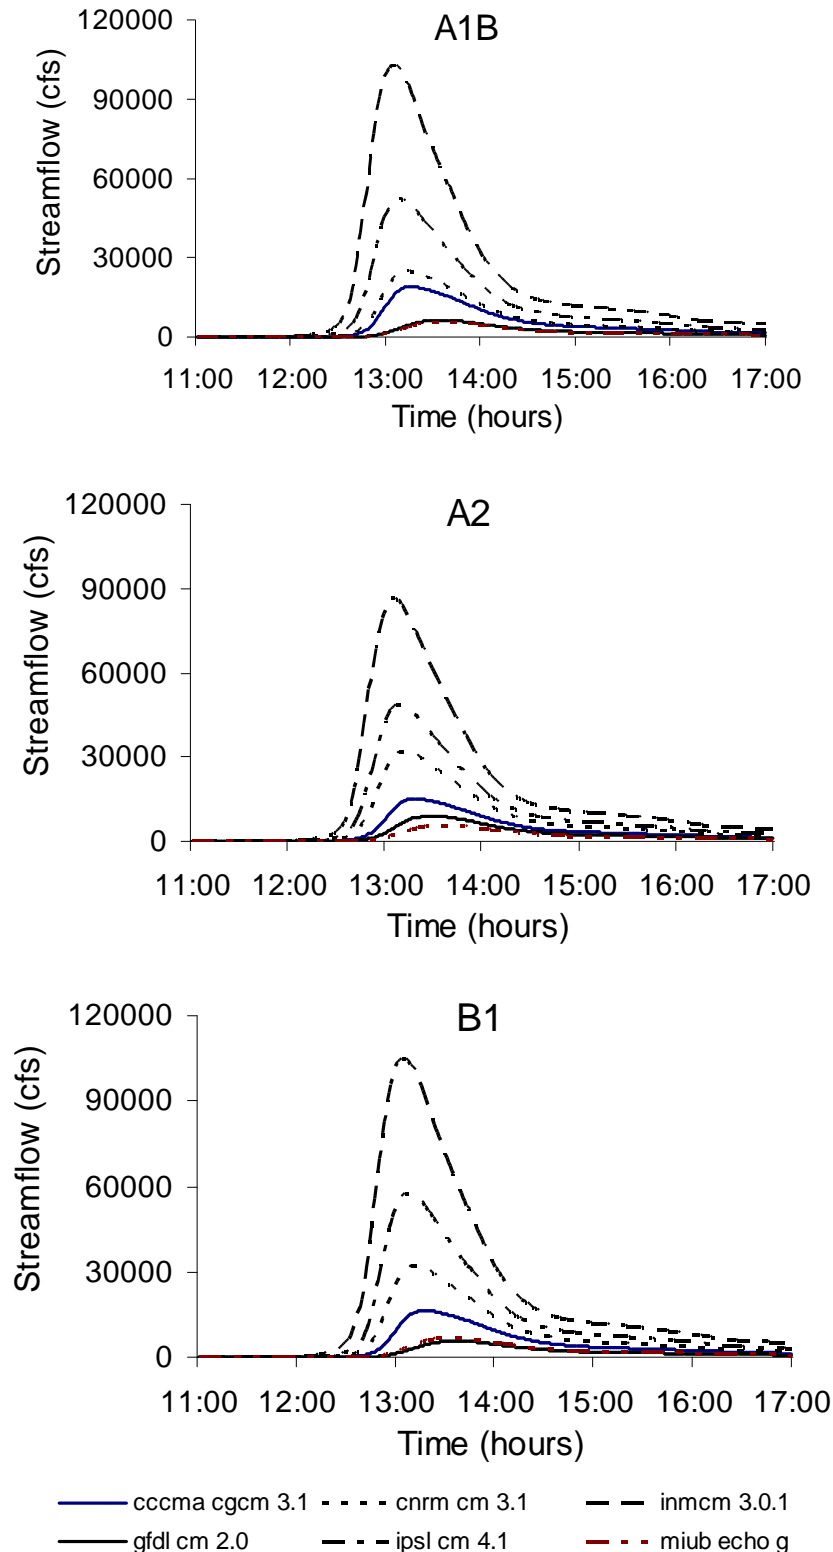 A1B
120000
90000
60000
30000
0
Streamflow (cfs)
11:00 12:00 13:00 14:00 15:00 16:00 17:00
Time (hours)
A2
120000
90000
60000
30000
0
Streamflow (cfs)
11:00 12:00 13:00 14:00 15:00 16:00 17:00
Time (hours)
B1
120000
90000
60000
30000
0
Streamflow (cfs)
11:00 12:00 13:00 14:00 15:00 16:00 17:00
Time (hours)
cccma cgcm 3.1 cnrm cm 3.1 inmcm 3.0.1
gfdl cm 2.0 ipsl cm 4.1 miub echo g